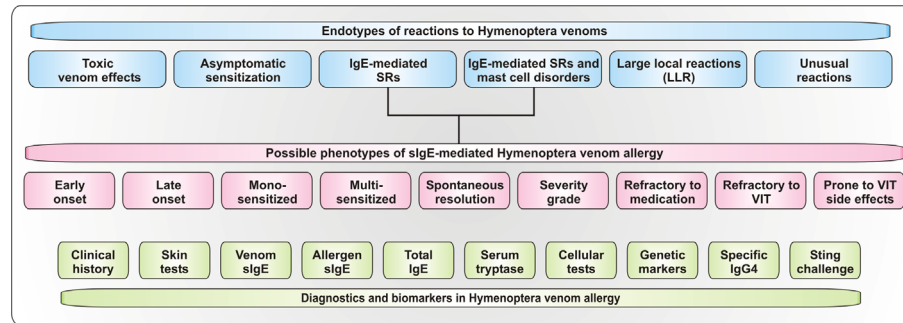 Endotypes of reactions to Hymenoptera venoms
Toxic
venom effects
Asymptomatic
sensitization
IgE-mediated
SRs
IgE-mediated SRs and
mast cell disorders
Large local reactions
(LLR)
Unusual
reactions
Possible phenotypes of sIgE-mediated Hymenoptera venom allergy
Early
onset
Late
onset
Mono-
sensitized
Multi-
sensitized
Spontaneous
resolution
Severity
grade
Refractory to
medication
Refractory to
VIT
Prone to VIT
side effects
Clinical
history
Skin
tests
Venom
sIgE
Allergen
sIgE
Total
IgE
Serum
tryptase
Cellular
tests
Genetic
markers
Specific
IgG4
Sting
challenge
Diagnostics and biomarkers in Hymenoptera venom allergy